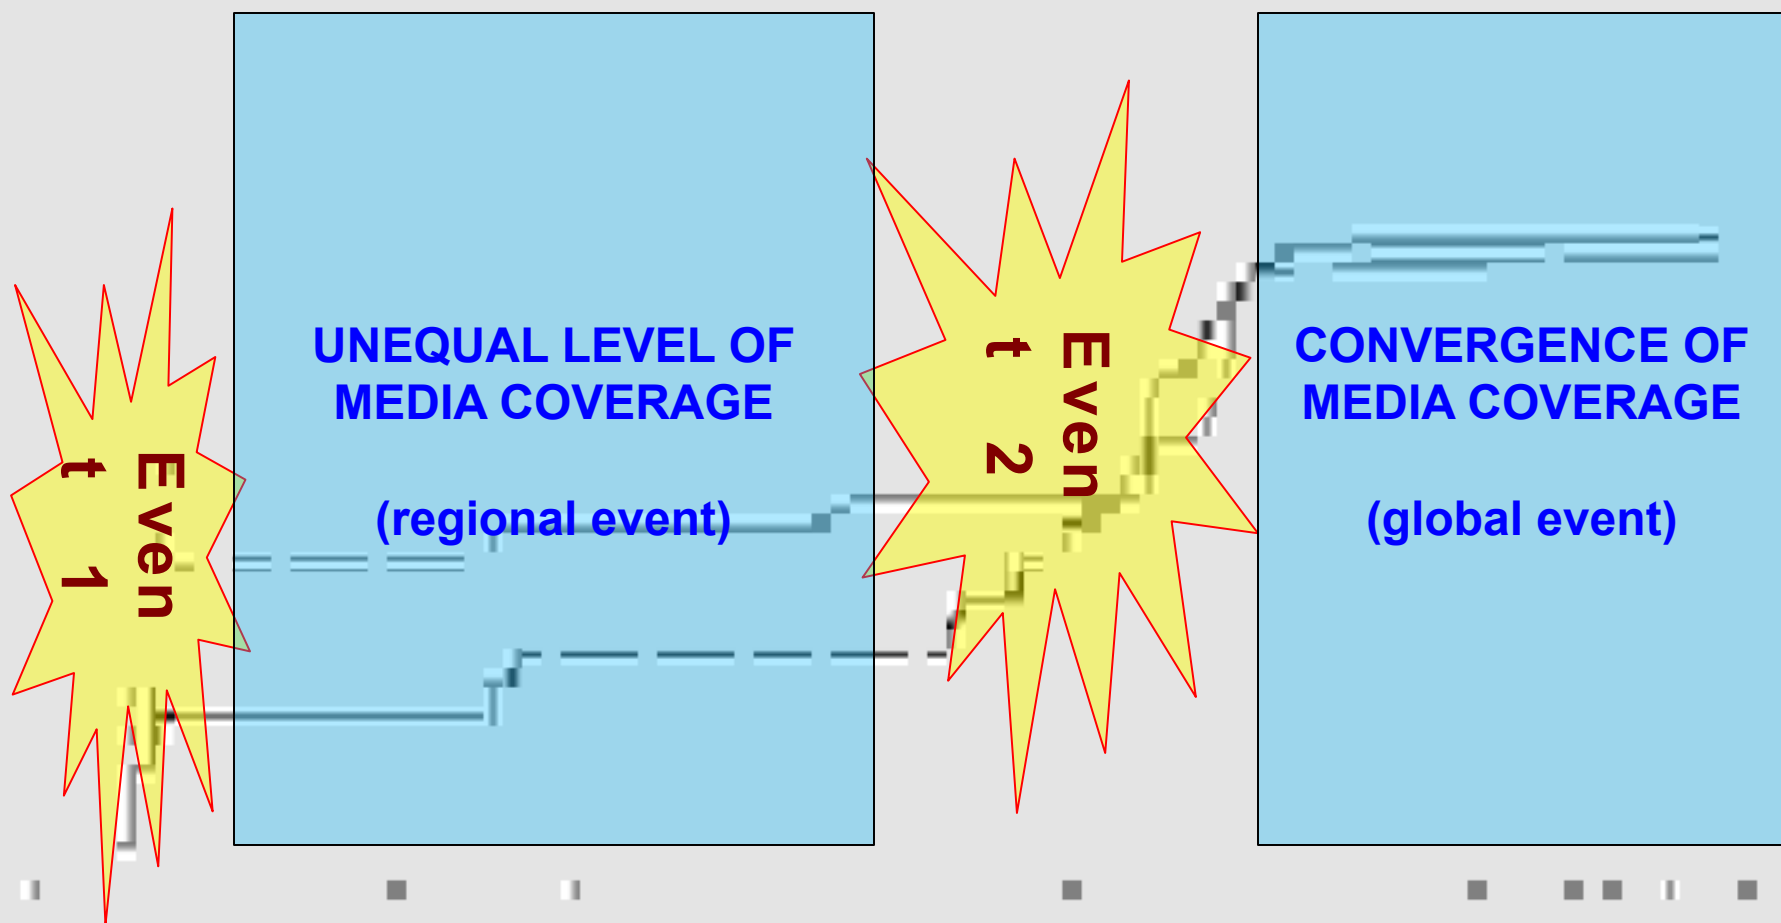 Even
t 1
UNEQUAL LEVEL OF
MEDIA COVERAGE
(regional event)
Even
t 2
CONVERGENCE OF
MEDIA COVERAGE
(global event)